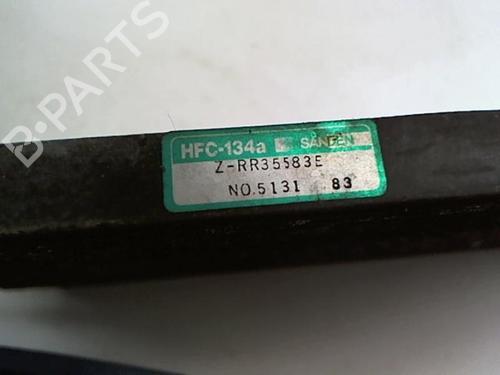 B-PARTS
HFC-134a SANDEN
Z-RR35583E
NO.5131 83